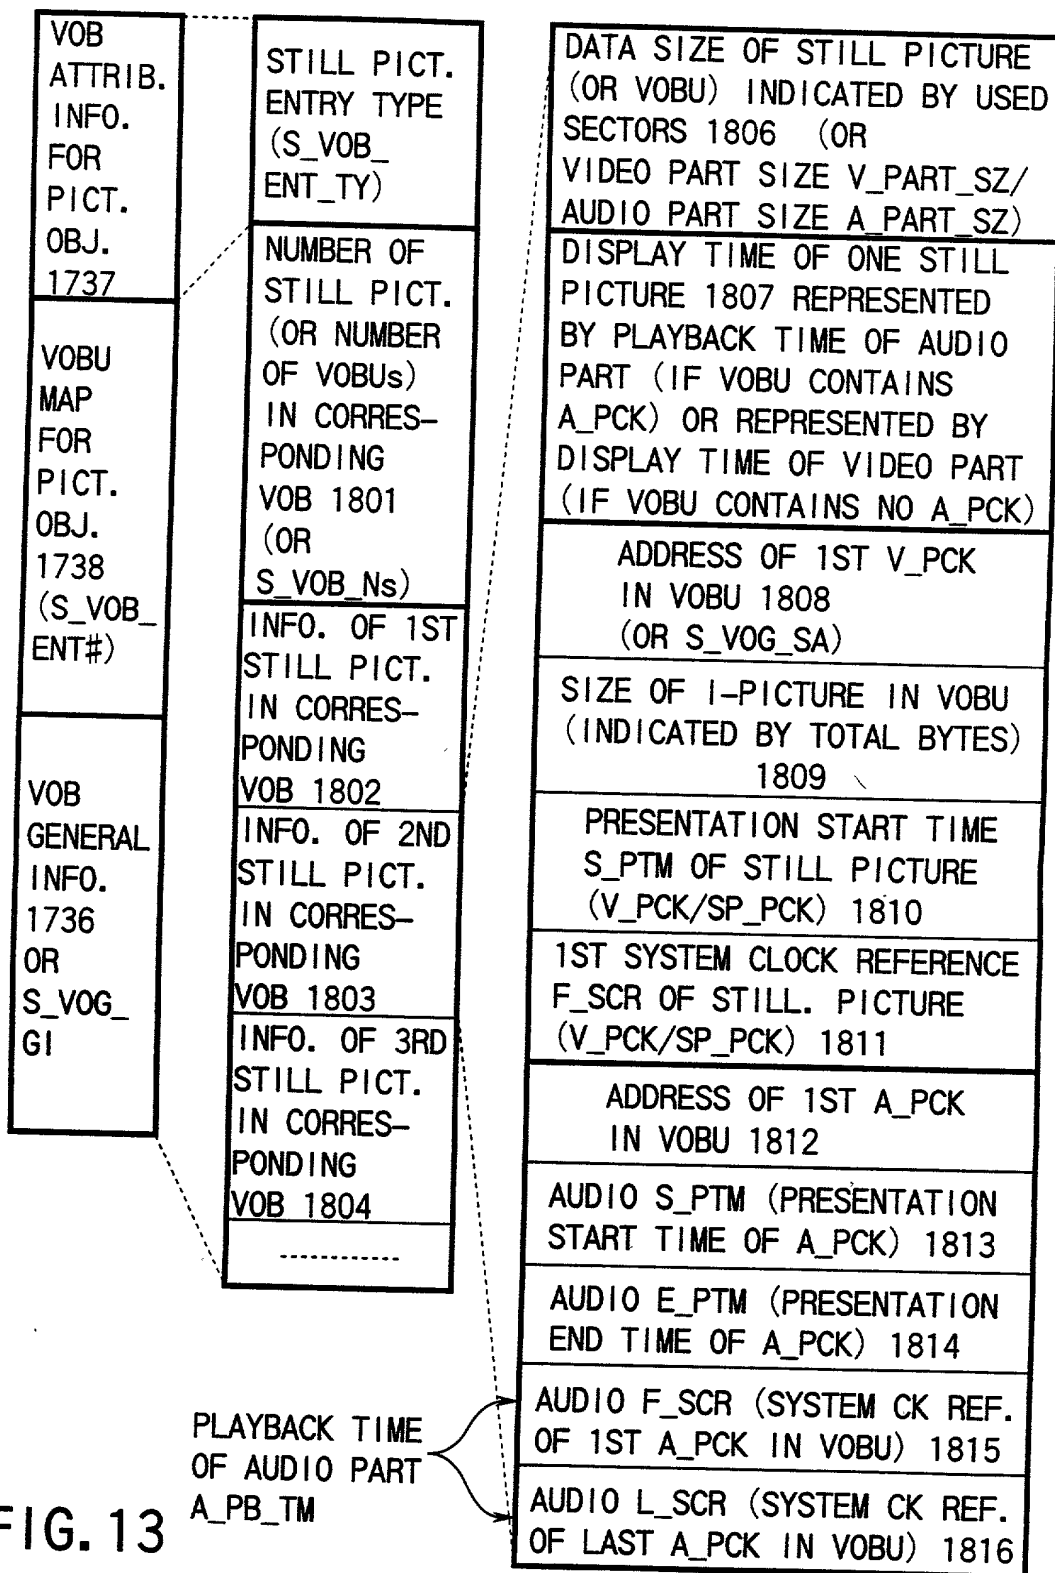 VOB
ATTRIB.
INFO.
FOR
PICT.
OBJ.
1737
VOBU
MAP
FOR
PICT.
OBJ.
1738
(S_VOB_
ENT#)
VOB
GENERAL
INFO.
1736
OR
S_VOG_
GI
STILL PICT.
ENTRY TYPE
(S_VOB_
ENT_TY)
NUMBER OF
STILL PICT.
(OR NUMBER
OF VOBUs)
IN CORRES-
PONDING
VOB 1801
(OR
S_VOB_Ns)
INFO. OF 1ST
STILL PICT.
IN CORRES-
PONDING
VOB 1802
INFO. OF 2ND
STILL PICT.
IN CORRES-
PONDING
VOB 1803
INFO. OF 3RD
STILL PICT.
IN CORRES-
PONDING
VOB 1804
DATA SIZE OF STILL PICTURE
(OR VOBU) INDICATED BY USED
SECTORS 1806 (OR
VIDEO PART SIZE V_PART_SZ/
AUDIO PART SIZE A_PART_SZ)
DISPLAY TIME OF ONE STILL
PICTURE 1807 REPRESENTED
BY PLAYBACK TIME OF AUDIO
PART (IF VOBU CONTAINS
A_PCK) OR REPRESENTED BY
DISPLAY TIME OF VIDEO PART
(IF VOBU CONTAINS NO A_PCK)
ADDRESS OF 1ST V_PCK
IN VOBU 1808
(OR S_VOG_SA)
SIZE OF I-PICTURE IN VOBU
(INDICATED BY TOTAL BYTES)
1809
PRESENTATION START TIME
S_PTM OF STILL PICTURE
(V_PCK/SP_PCK) 1810
1ST SYSTEM CLOCK REFERENCE
F_SCR OF STILL. PICTURE
(V_PCK/SP_PCK) 1811
ADDRESS OF 1ST A_PCK
IN VOBU 1812
AUDIO S_PTM (PRESENTATION
START TIME OF A_PCK) 1813
AUDIO E_PTM (PRESENTATION
END TIME OF A_PCK) 1814
AUDIO F_SCR (SYSTEM CK REF.
OF 1ST A_PCK IN VOBU) 1815
AUDIO L_SCR (SYSTEM CK REF.
OF LAST A_PCK IN VOBU) 1816
PLAYBACK TIME
OF AUDIO PART
A_PB_TM
FIG. 13